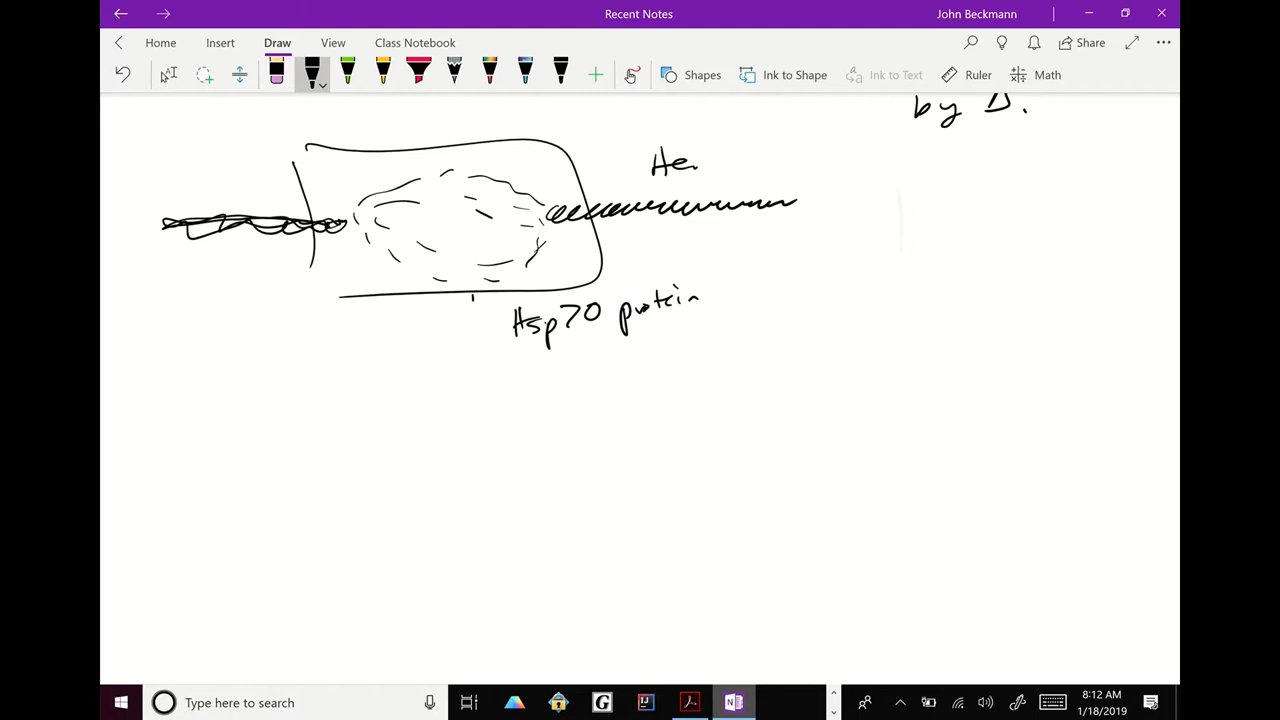 Recent Notes
John Beckmann
Home
Insert
Draw
View
Class Notebook
Share
Shapes
Ink to Shape
Ink to Text
Ruler
Math
by D.
He
Hsp70 protein
Type here to search
8:12 AM
1/18/2019